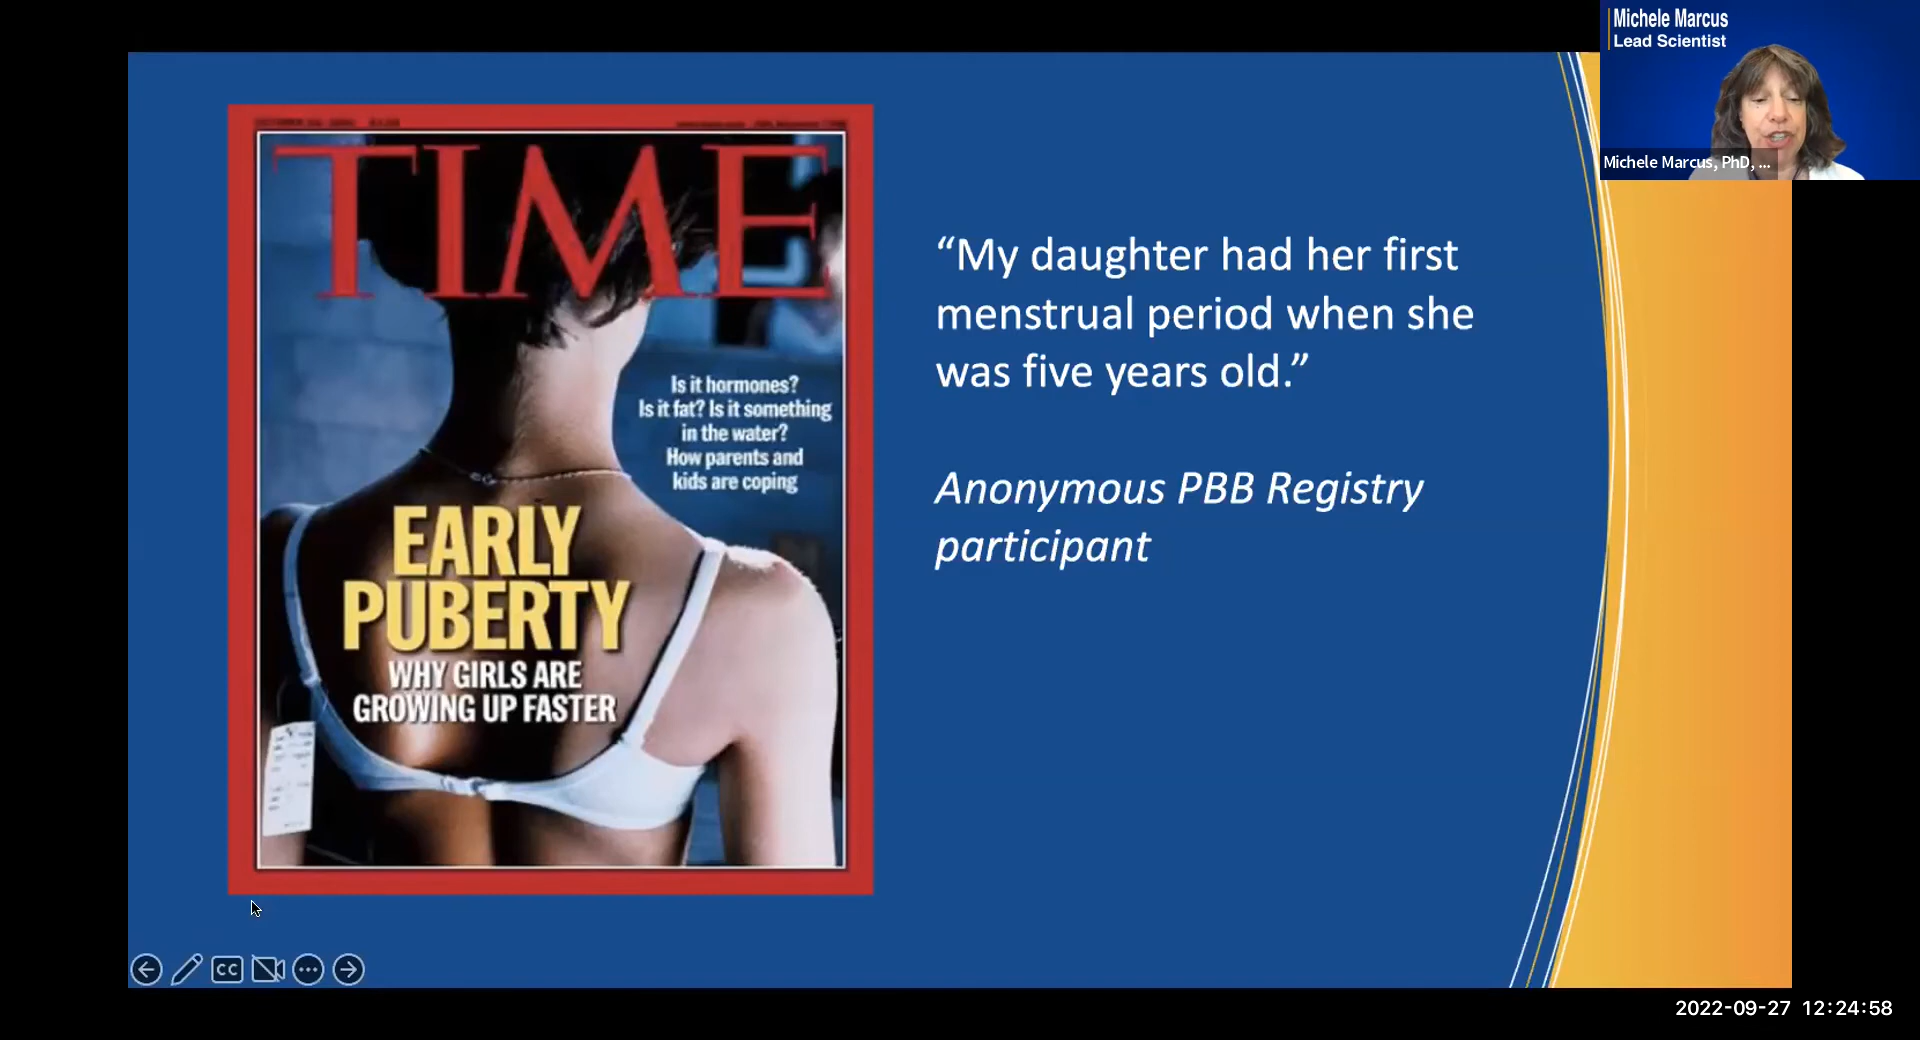 Michele Marcus
Lead Scientist
Michele Marcus, PhD, ...
TIME
Is it hormones?
Is it fat? Is it something
in the water?
How parents and
kids are coping
EARLY
PUBERTY
WHY GIRLS ARE
GROWING UP FASTER
“My daughter had her first
menstrual period when she
was five years old.”
Anonymous PBB Registry
participant
CC
2022-09-27 12:24:58